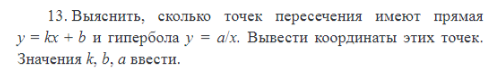 13. Выяснить, сколько точек пересечения имеют прямая
y = kx + b и гипербола y = a/x. Вывести координаты этих точек.
Значения k, b, a ввести.